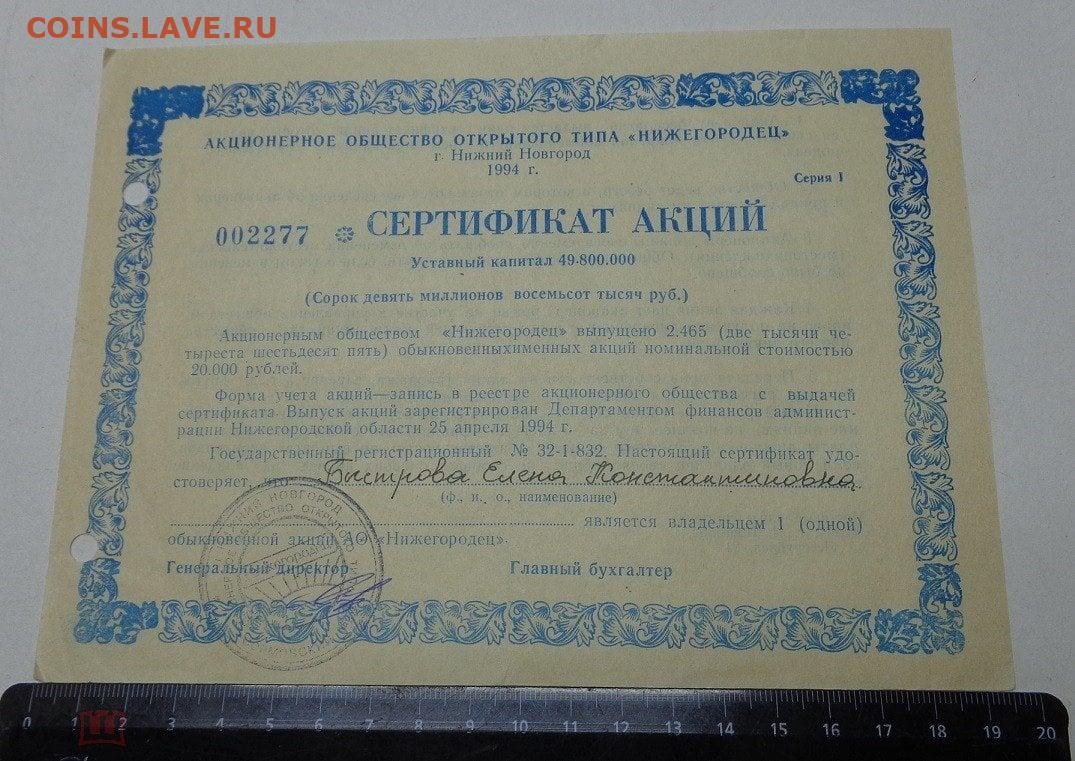 COINS.LAVE.RU
АКЦИОНЕРНОЕ ОБЩЕСТВО ОТКРЫТОГО ТИПА «НИЖЕГОРОДЕЦ»
г. Нижний Новгород
1994 г.
Серия I
002277 СЕРТИФИКАТ АКЦИЙ
Уставный капитал 49.800.000
(Сорок девять миллионов восемьсот тысяч руб.)
Акционерным обществом «Нижегородец» выпущено 2.465 (две тысячи че-
тыреста шестьдесят пять) обыкновенныхименных акций номинальной стоимостью
20.000 рублей.
Форма учета акций—запись в реестре акционерного общества с выдачей
сертификата. Выпуск акций зарегистрирован Департаментом финансов админист-
рации Нижегородской области 25 апреля 1994 г.
Государственный регистрационный № 32-1-832. Настоящий сертификат удо-
стоверяет, что Быстрова Елена Константиновна
(ф., и. о., наименование)
является владельцем 1 (одной)
обыкновенной акции АО «Нижегородец».
Генеральный директор Главный бухгалтер
НИЖНИЙ НОВГОРОД
ОБЩЕСТВО ОТКРЫТОГО
0 1 2 3 4 5 6 7 8 9 10 11 12 13 14 15 16 17 18 19 20